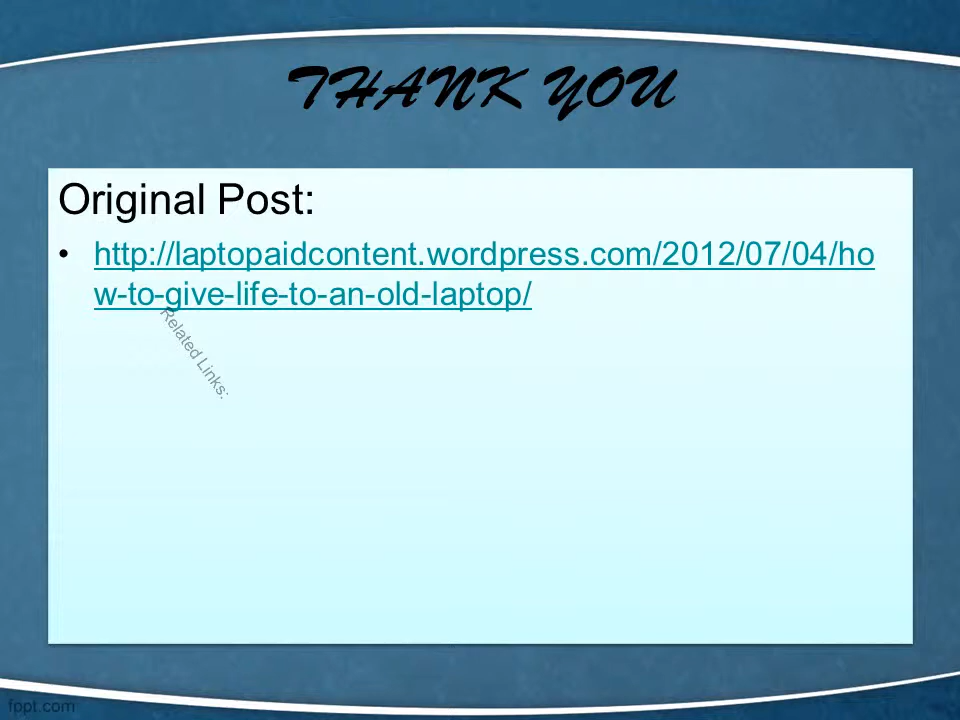 THANK YOU
Original Post:
• http://laptopaidcontent.wordpress.com/2012/07/04/ho
w-to-give-life-to-an-old-laptop/
Related Links:
fppt.com